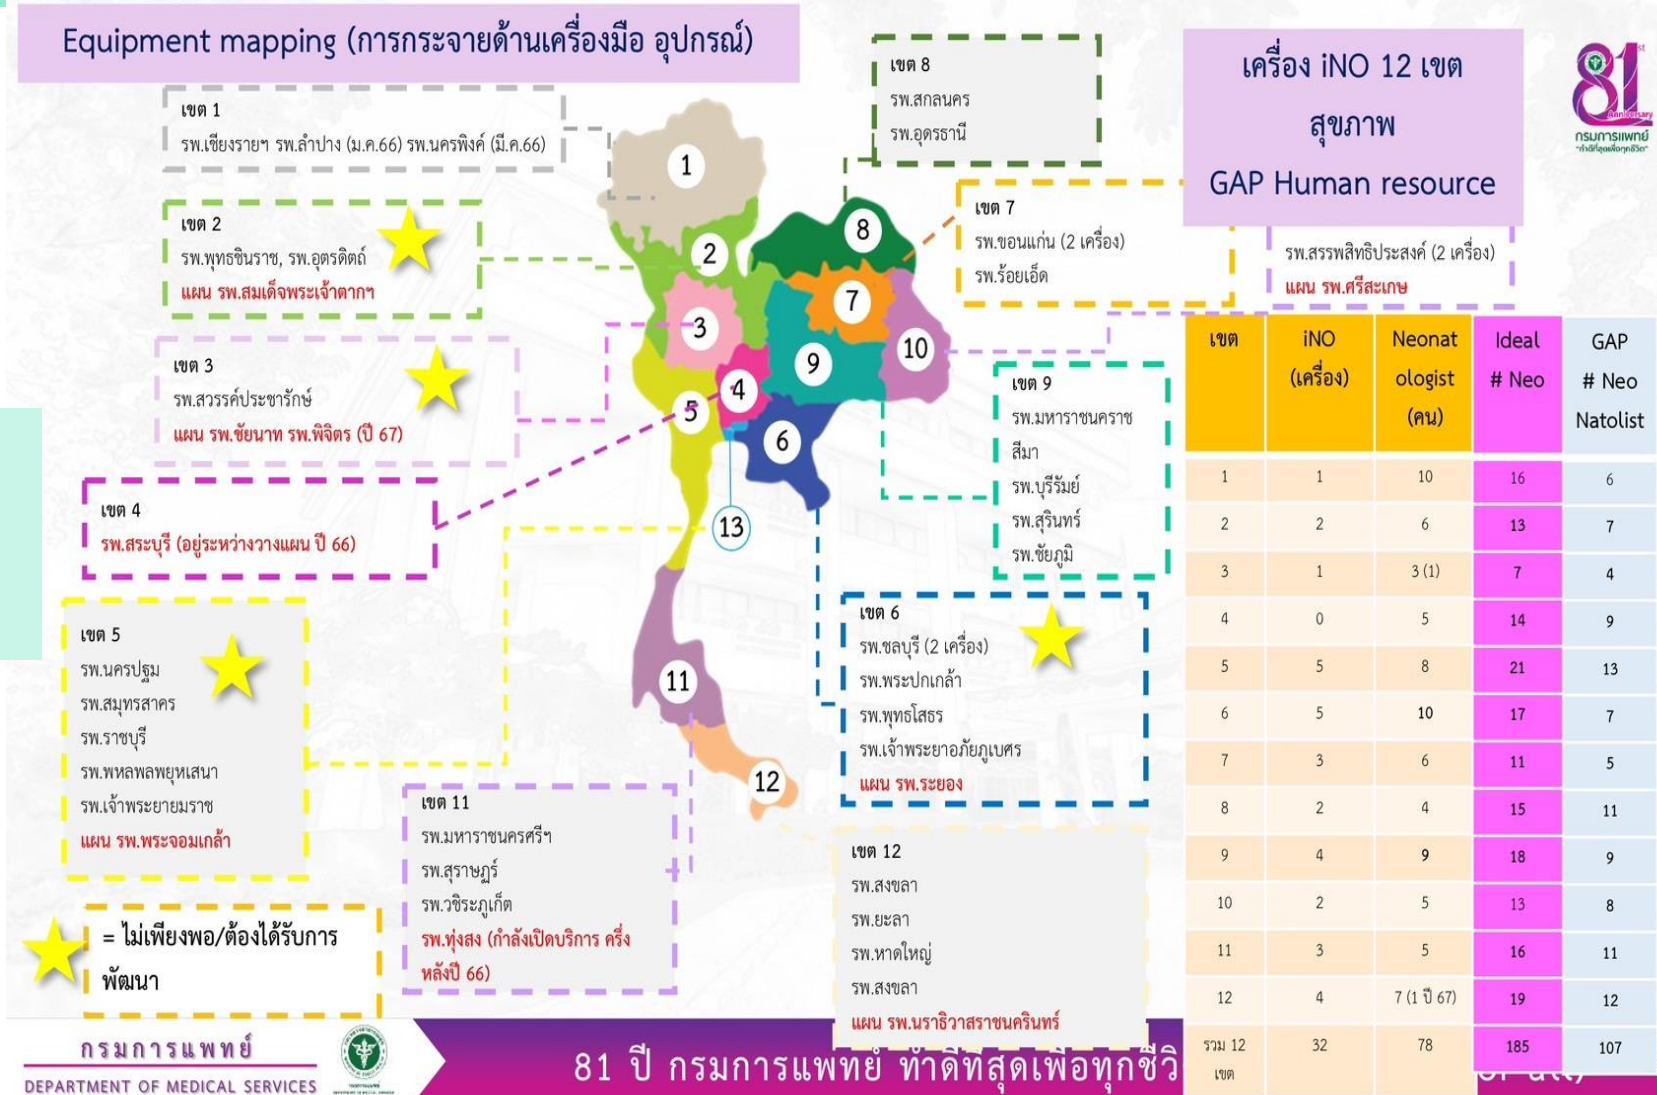 Equipment mapping (การกระจายด้านเครื่องมือ อุปกรณ์)
เครื่อง iNO 12 เขต
สุขภาพ
GAP Human resource
81
st
Anniversary
กรมการแพทย์
"ทำดีที่สุดเพื่อทุกชีวิต"
เขต 1
รพ.เชียงรายฯ รพ.ลำปาง (ม.ค.66) รพ.นครพิงค์ (มี.ค.66)
เขต 2
รพ.พุทธชินราช, รพ.อุตรดิตถ์
แผน รพ.สมเด็จพระเจ้าตากฯ
เขต 3
รพ.สวรรค์ประชารักษ์
แผน รพ.ชัยนาท รพ.พิจิตร (ปี 67)
เขต 4
รพ.สระบุรี (อยู่ระหว่างวางแผน ปี 66)
เขต 5
รพ.นครปฐม
รพ.สมุทรสาคร
รพ.ราชบุรี
รพ.พหลพลพยุหเสนา
รพ.เจ้าพระยายมราช
แผน รพ.พระจอมเกล้า
= ไม่เพียงพอ/ต้องได้รับการ
พัฒนา
1
2
3
4
5
6
7
8
9
10
11
12
13
เขต 8
รพ.สกลนคร
รพ.อุดรธานี
เขต 7
รพ.ขอนแก่น (2 เครื่อง)
รพ.ร้อยเอ็ด
รพ.สรรพสิทธิประสงค์ (2 เครื่อง)
แผน รพ.ศรีสะเกษ
เขต 9
รพ.มหาราชนคราช
สีมา
รพ.บุรีรัมย์
รพ.สุรินทร์
รพ.ชัยภูมิ
เขต 6
รพ.ชลบุรี (2 เครื่อง)
รพ.พระปกเกล้า
รพ.พุทธโสธร
รพ.เจ้าพระยาอภัยภูเบศร
แผน รพ.ระยอง
เขต 11
รพ.มหาราชนครศรีฯ
รพ.สุราษฎร์
รพ.วชิระภูเก็ต
รพ.ทุ่งสง (กำลังเปิดบริการ ครึ่ง
หลังปี 66)
เขต 12
รพ.สงขลา
รพ.ยะลา
รพ.หาดใหญ่
รพ.สงขลา
แผน รพ.นราธิวาสราชนครินทร์
เขต iNO (เครื่อง) Neonat ologist (คน) Ideal # Neo GAP # Neo Natolist
1 1 10 16 6
2 2 6 13 7
3 1 3 (1) 7 4
4 0 5 14 9
5 5 8 21 13
6 5 10 17 7
7 3 6 11 5
8 2 4 15 11
9 4 9 18 9
10 2 5 13 8
11 3 5 16 11
12 4 7 (1 ปี 67) 19 12
รวม 12 เขต 32 78 185 107
กรมการแพทย์
DEPARTMENT OF MEDICAL SERVICES
81 ปี กรมการแพทย์ ทำดีที่สุดเพื่อทุกชีวิ